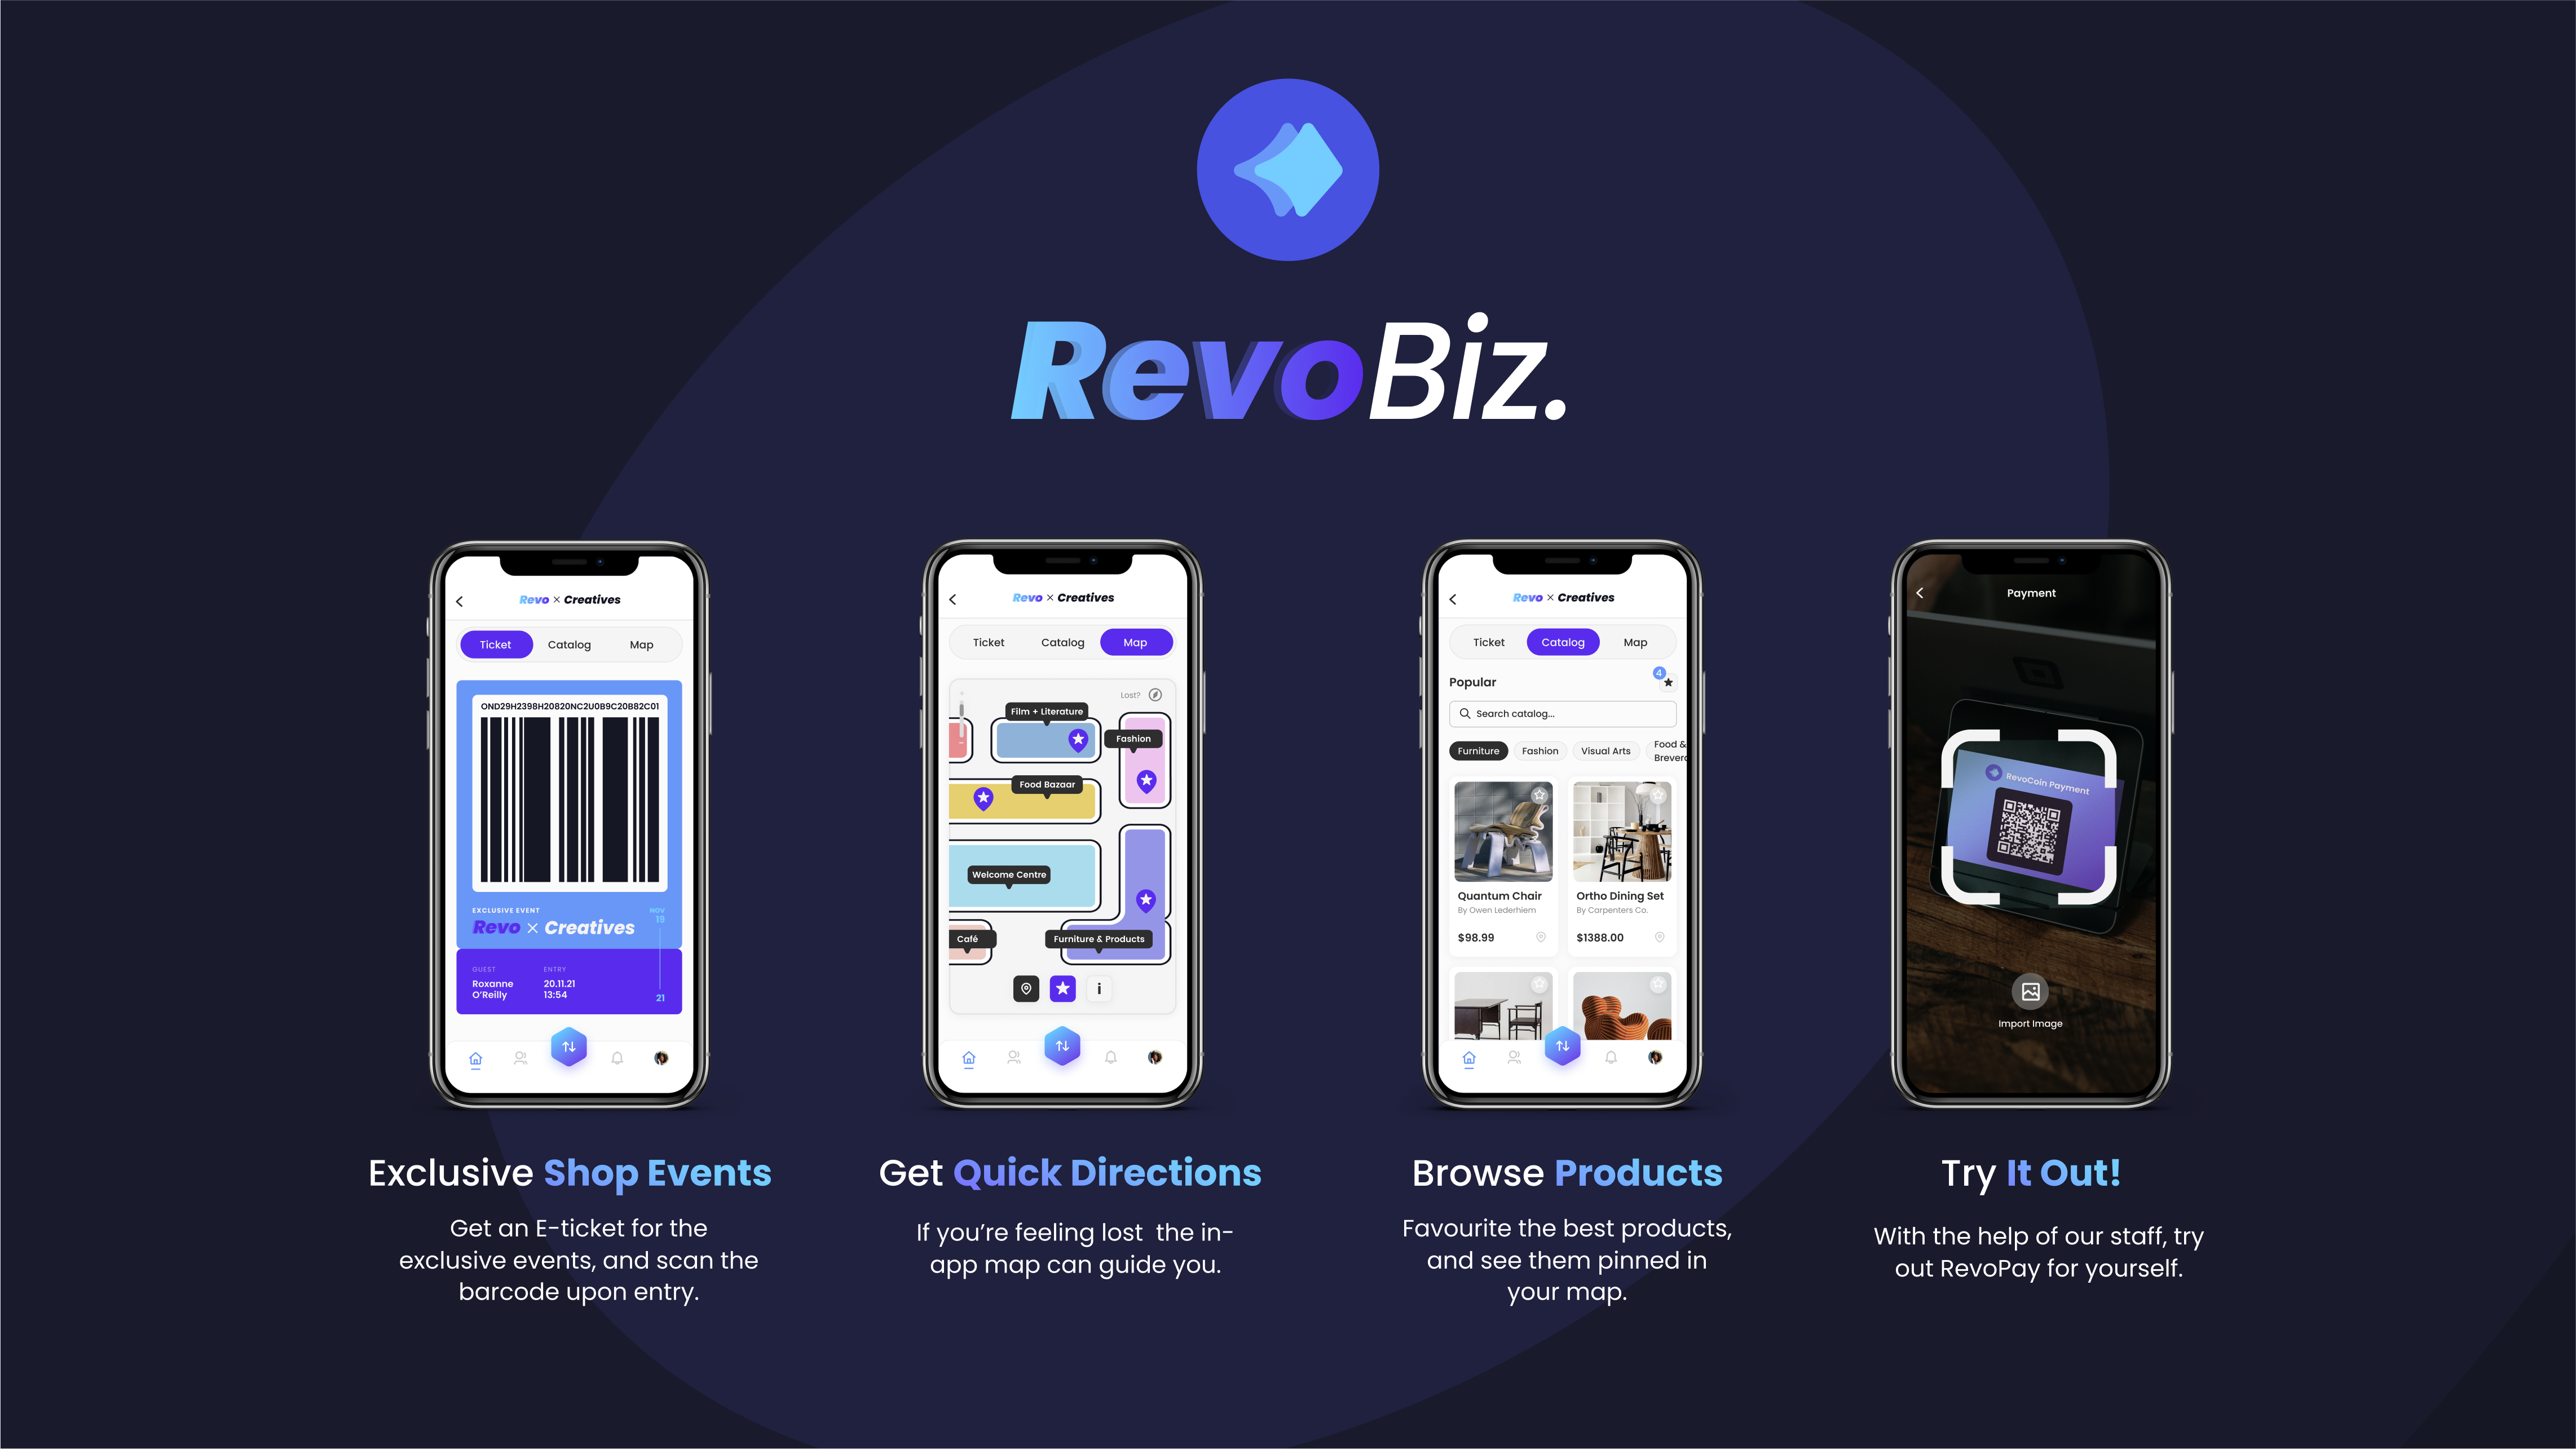 RevoBiz.
Revo × Creatives
Ticket Catalog Map
OND29H2398H20820NC2U0B9C20B82C01
EXCLUSIVE EVENT
Revo × Creatives
NOV
19
21
GUEST
Roxanne
O'Reilly
ENTRY
20.11.21
13:54
Exclusive Shop Events
Get an E-ticket for the
exclusive events, and scan the
barcode upon entry.
Revo × Creatives
Ticket Catalog Map
Lost?
Film + Literature
Fashion
Food Bazaar
Welcome Centre
Café
Furniture & Products
i
Get Quick Directions
If you're feeling lost  the in-
app map can guide you.
Revo × Creatives
Ticket Catalog Map
Popular
4
Search catalog...
Furniture Fashion Visual Arts Food &
Brevera
Quantum Chair
By Owen Lederhiem
$98.99
Ortho Dining Set
By Carpenters Co.
$1388.00
Browse Products
Favourite the best products,
and see them pinned in
your map.
Payment
RevoCoin Payment
Import Image
Try It Out!
With the help of our staff, try
out RevoPay for yourself.